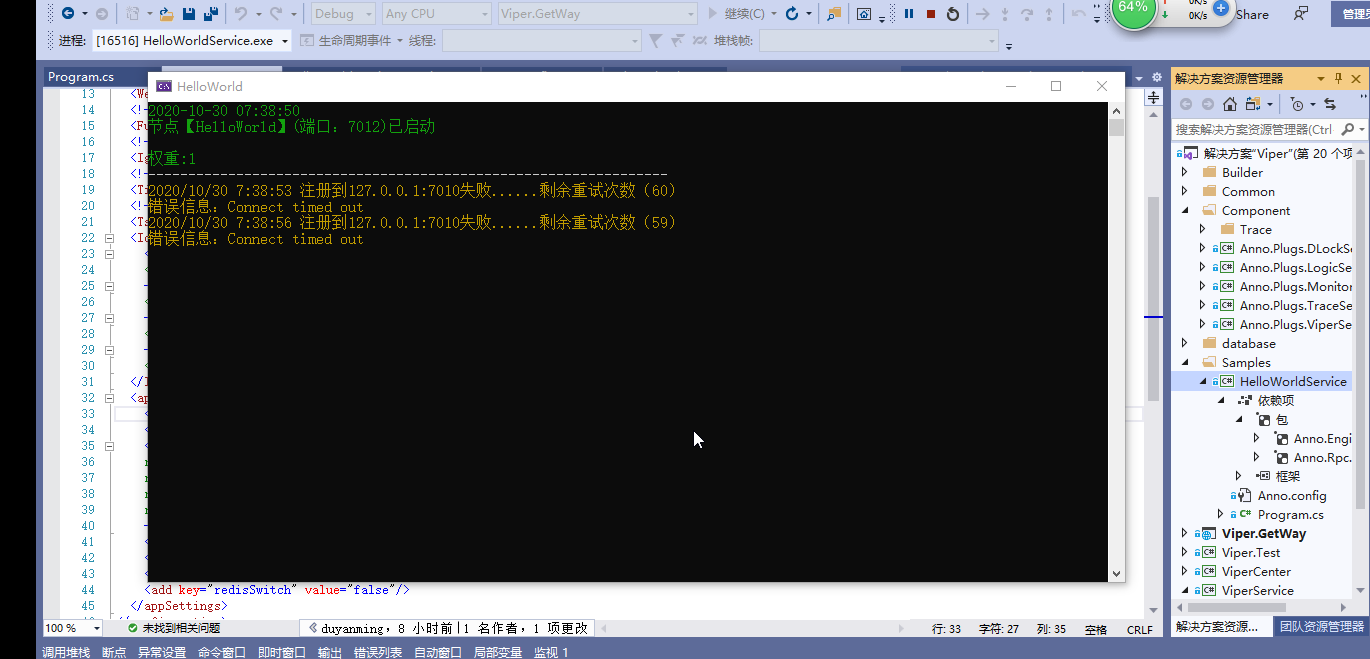 Debug
Any CPU
Viper.GetWay
继续(C)
64%
0K/s
0K/s
Share
进程:
[16516] HelloWorldService.exe
生命周期事件
线程:
堆栈帧:
Program.cs
HelloWorld
2020-10-30 07:38:50
节点【HelloWorld】(端口：7012)已启动
权重:1
2020/10/30 7:38:53 注册到127.0.0.1:7010失败......剩余重试次数（60）
错误信息：Connect timed out
2020/10/30 7:38:56 注册到127.0.0.1:7010失败......剩余重试次数（59）
错误信息：Connect timed out
13
14 <!-
15
16 <!-
17
18 <!-
19
20 <!-
21
22
23
24
25
26
27
28
29
30
31
32
33
34
35
36
37
38
39
40
41
42
43
44 <add key="redisSwitch" value="false"/>
45 </appSettings>
100 %
未找到相关问题
duyanming，8 小时前|1 名作者，1 项更改
行: 33
字符: 27
列: 35
空格
CRLF
调用堆栈 断点 异常设置 命令窗口 即时窗口 输出 错误列表 自动窗口 局部变量 监视 1
解决方案资源管理器
搜索解决方案资源管理器(Ctrl
解决方案"Viper"(第 20 个项
Builder
Common
Component
Trace
Anno.Plugs.DLockSe
Anno.Plugs.LogicSe
Anno.Plugs.Monitor
Anno.Plugs.TraceSe
Anno.Plugs.ViperSe
database
Samples
HelloWorldService
依赖项
包
Anno.Engi
Anno.Rpc.
框架
Anno.config
Program.cs
Viper.GetWay
Viper.Test
ViperCenter
ViperService
解决方案资源...
团队资源管理器